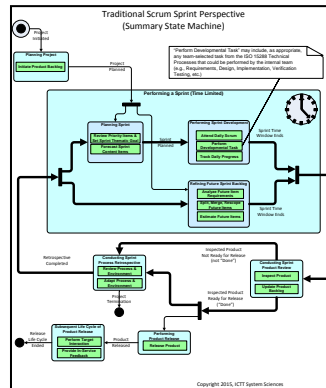 Traditional Scrum Sprint Perspective
(Summary State Machine)
Project
Initiated
Planning Project
Initiate Product Backlog
Project
Planned
"Perform Developmental Task" may include, as appropriate,
any team-selected task from the ISO 15288 Technical
Processes that could be performed by the internal team
(e.g., Requirements, Design, Implementation, Verification
Testing, etc.)
Performing a Sprint (Time Limited)
Planning Sprint
Review Priority Items &
Set Sprint Thematic Goal
Forecast Sprint
Content Items
Sprint
Planned
Performing Sprint Development
Attend Daily Scrum
Perform
Developmental Task
Track Daily Progress
Sprint Time
Window Ends
Refining Future Sprint Backlog
Analyze Future Item
Requirements
Split, Merge, Rescope
Future Items
Estimate Future Items
Sprint Time
Window Ends
Retrospective
Completed
Conducting Sprint
Process Retrospective
Review Process &
Environment
Adapt Process &
Environment
Project
Termination
Inspected Product
Not Ready for Release
(not "Done")
Inspected Product
Ready for Release
("Done")
Conducting Sprint
Product Review
Inspect Product
Update Product
Backlog
Release
Life Cycle
Ended
Subsequent Life Cycle of
Product Release
Perform Target
Interaction
Provide In-Service
Feedback
Product
Released
Performing
Product Release
Release Product
Copyright 2015, ICTT System Sciences